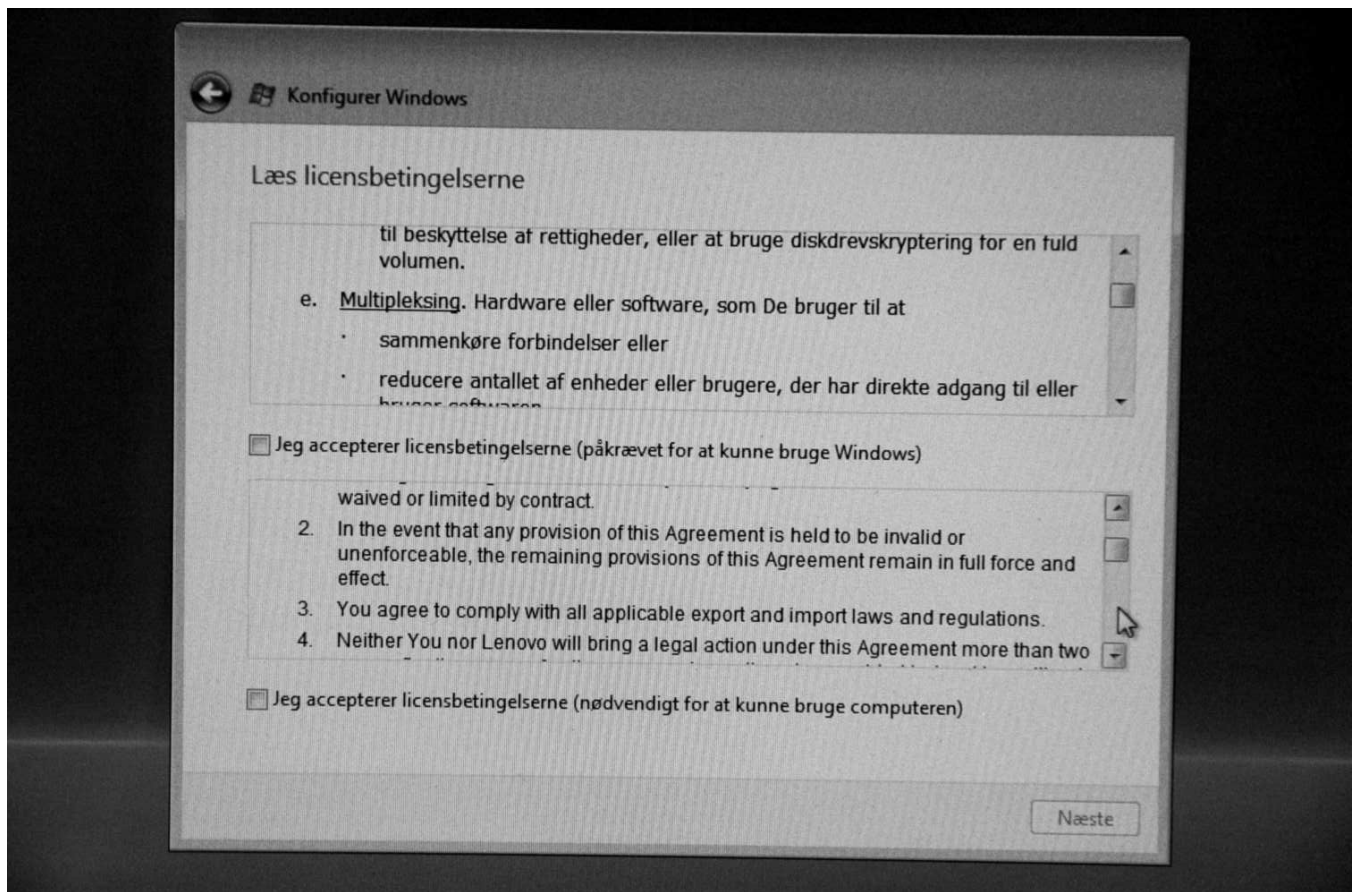 Konfigurer Windows
Læs licensbetingelserne
til beskyttelse af rettigheder, eller at bruge diskdrevskryptering for en fuld
volumen.
e. Multipleksing. Hardware eller software, som De bruger til at
· sammenkøre forbindelser eller
· reducere antallet af enheder eller brugere, der har direkte adgang til eller
bruger softwaren
Jeg accepterer licensbetingelserne (påkrævet for at kunne bruge Windows)
waived or limited by contract.
2. In the event that any provision of this Agreement is held to be invalid or
unenforceable, the remaining provisions of this Agreement remain in full force and
effect.
3. You agree to comply with all applicable export and import laws and regulations.
4. Neither You nor Lenovo will bring a legal action under this Agreement more than two
Jeg accepterer licensbetingelserne (nødvendigt for at kunne bruge computeren)
Næste